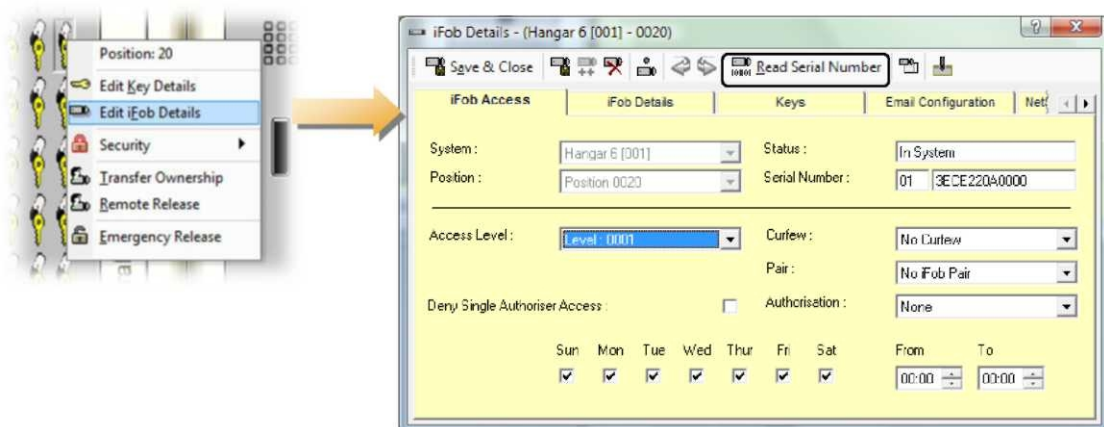 Position: 20
Edit Key Details
Edit iFob Details
Security
Transfer Ownership
Remote Release
Emergency Release
iFob Details - (Hangar 6 [001] - 0020)
Save & Close Read Serial Number
iFob Access iFob Details Keys Email Configuration
System : Hangar 6 [001] Status : In System
Position : Position 0020 Serial Number : 01 3ECE220A0000
Access Level : Level : 0001 Curfew : No Curfew
Pair : No iFob Pair
Deny Single Authoriser Access : Authorisation : None
Sun Mon Tue Wed Thur Fri Sat From To
00:00 00:00